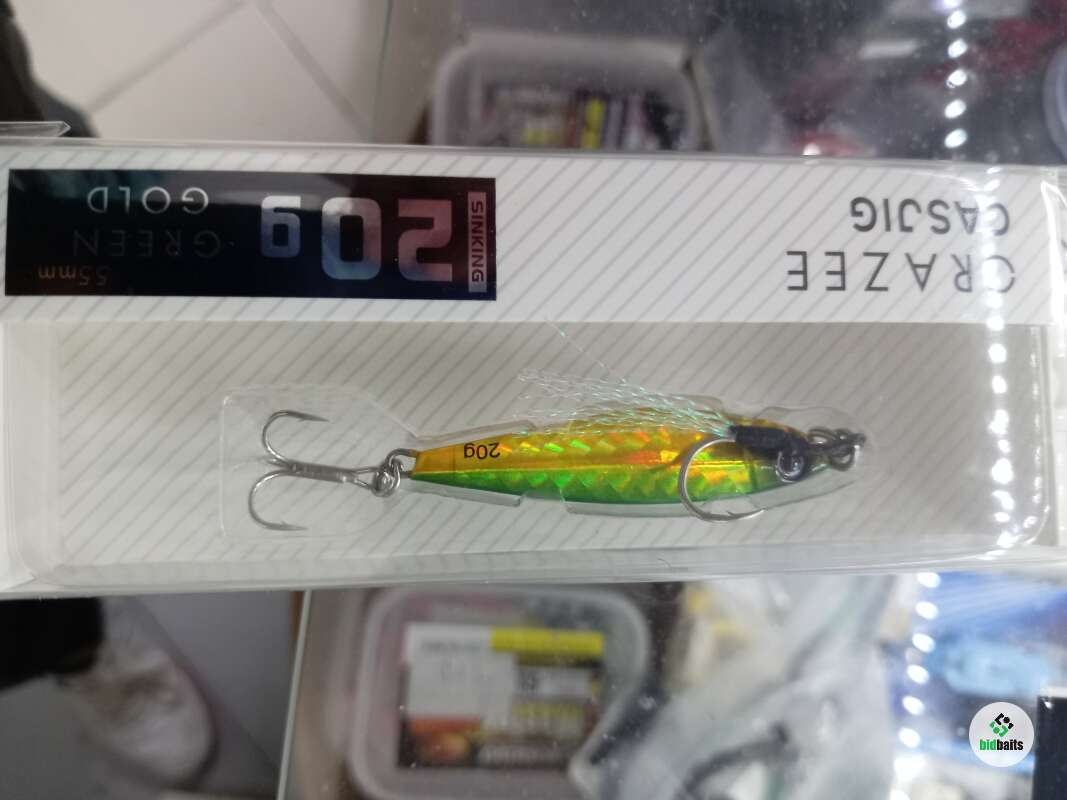 CRAZEE
CASJIG
SINKING
20g
55mm
GREEN
GOLD
20g
bidbaits